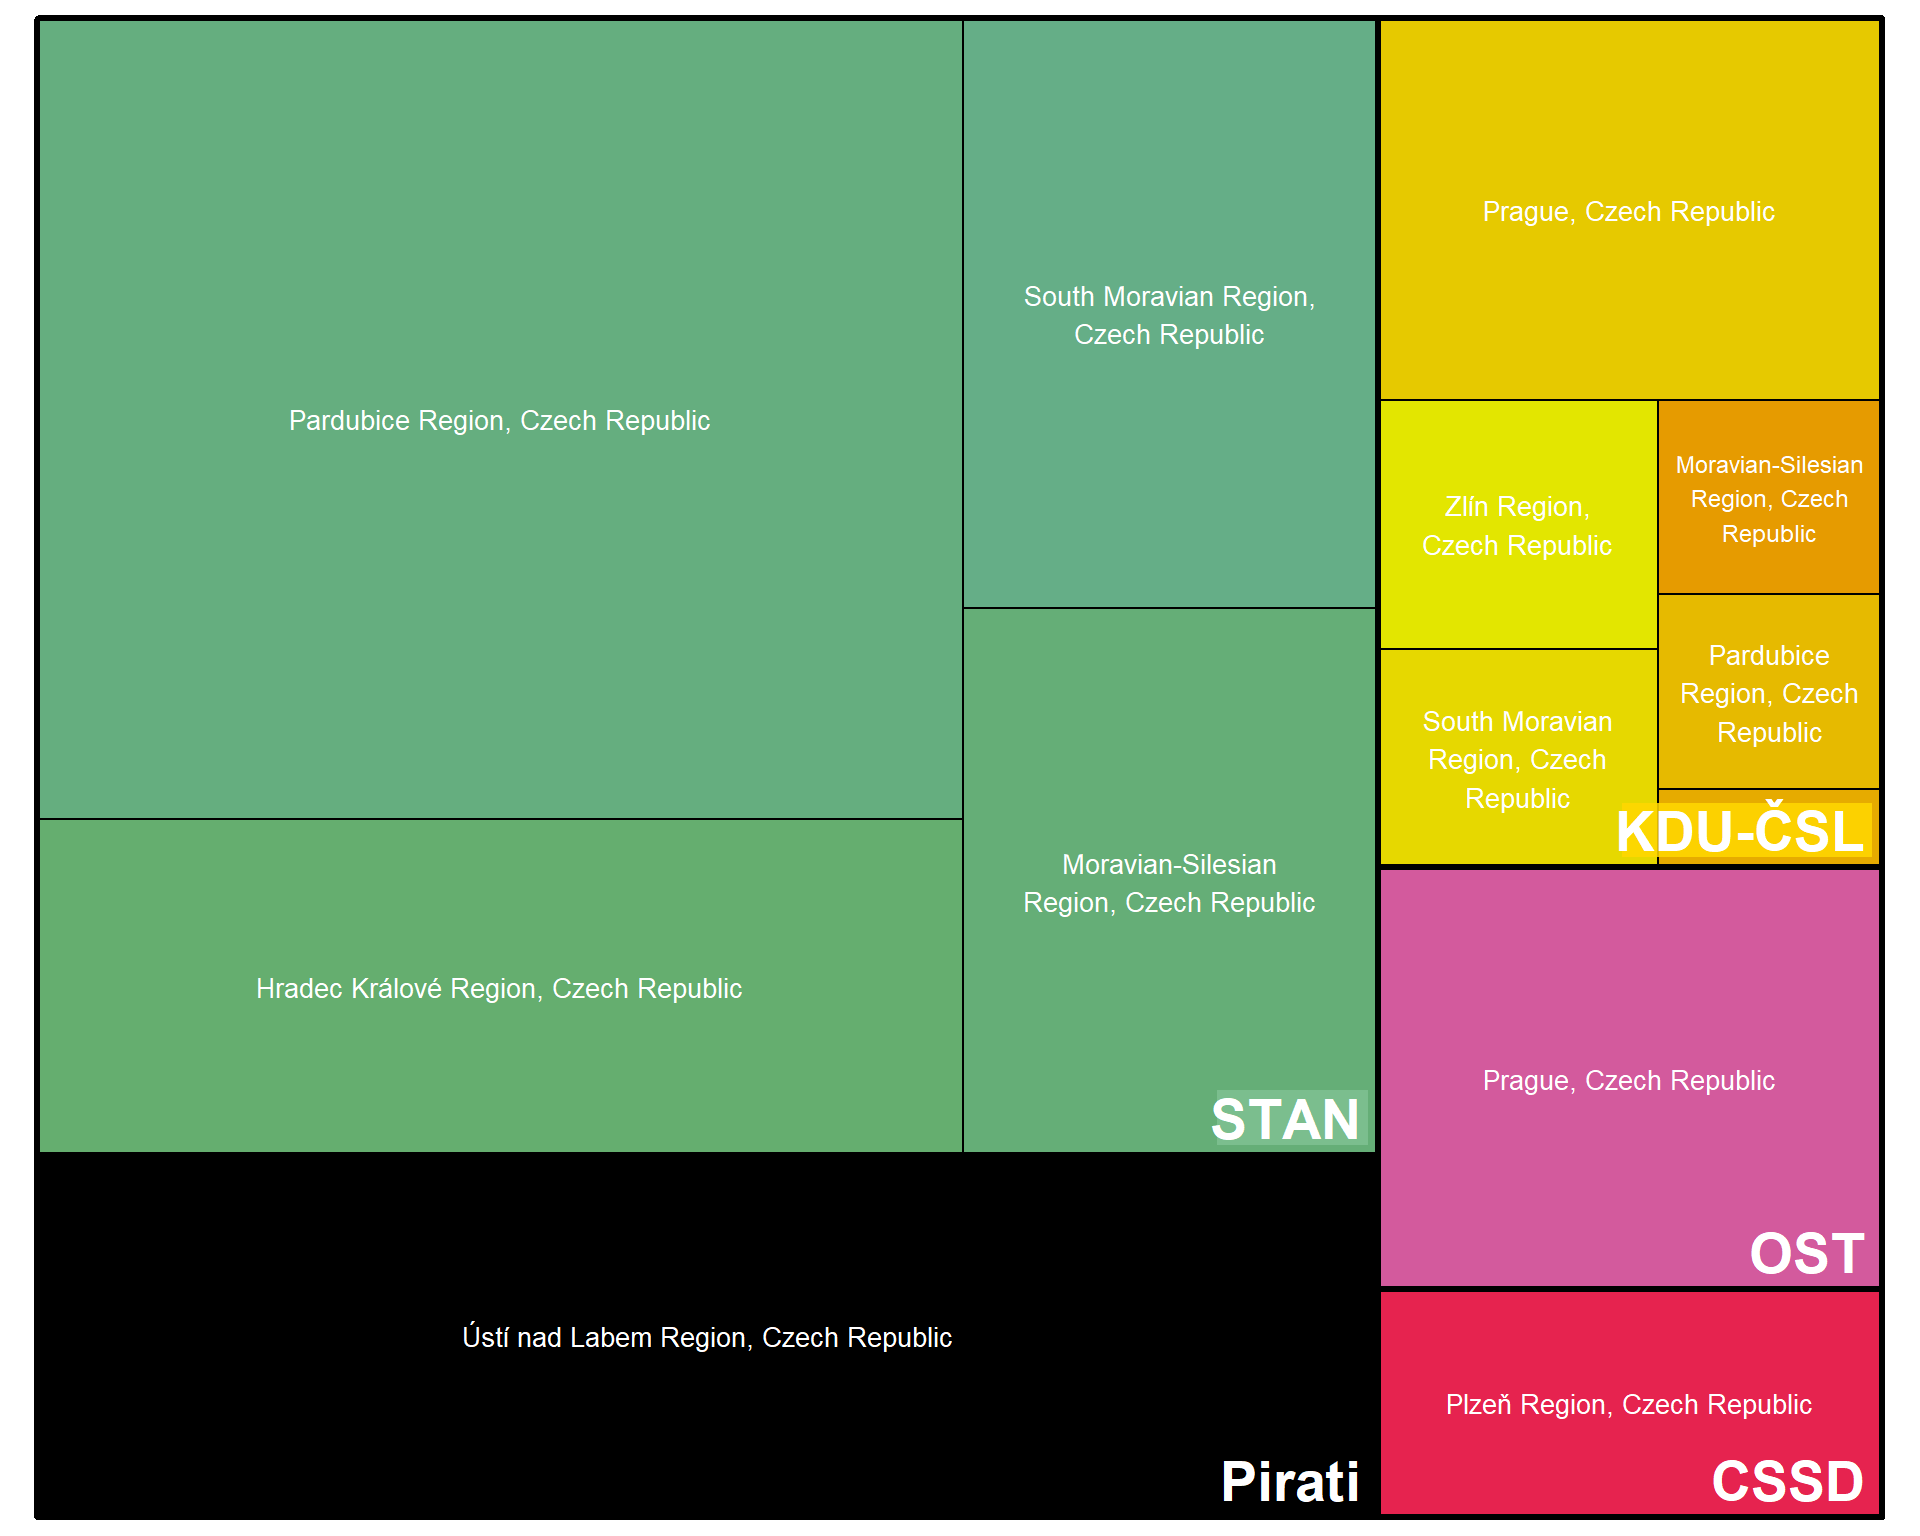 Pardubice Region, Czech Republic
Hradec Králové Region, Czech Republic
South Moravian Region,
Czech Republic
Moravian-Silesian
Region, Czech Republic
STAN
Ústí nad Labem Region, Czech Republic
Pirati
Prague, Czech Republic
Zlín Region,
Czech Republic
South Moravian
Region, Czech
Republic
Moravian-Silesian
Region, Czech
Republic
Pardubice
Region, Czech
Republic
KDU-ČSL
Prague, Czech Republic
OST
Plzeň Region, Czech Republic
CSSD